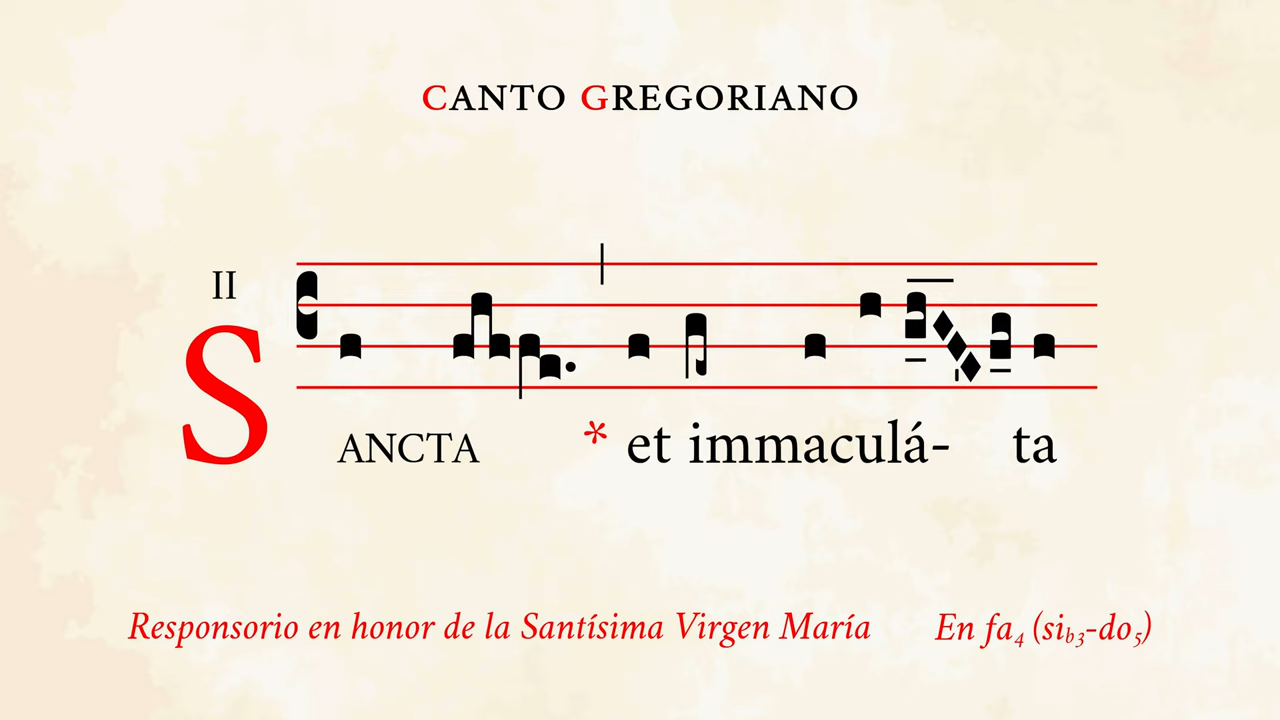 CANTO GREGORIANO
II
SANCTA * et immaculá- ta
Responsorio en honor de la Santísima Virgen María En fa4 (sib3-do5)